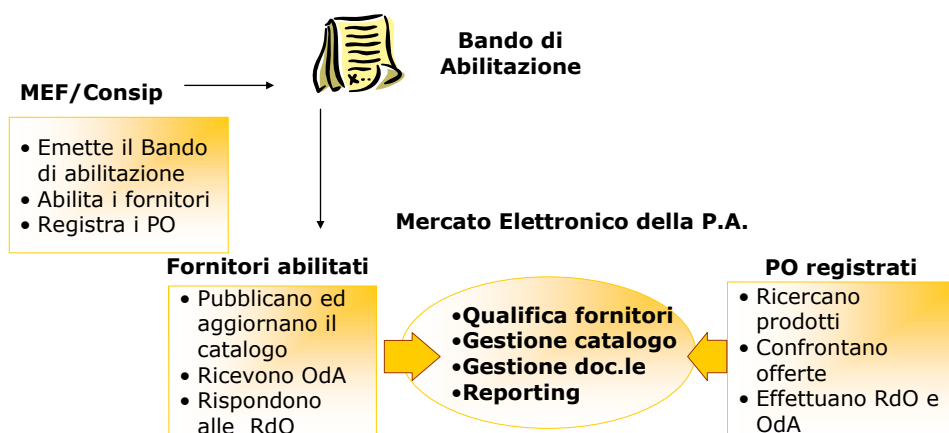 Bando di
Abilitazione
MEF/Consip
• Emette il Bando
di abilitazione
• Abilita i fornitori
• Registra i PO
Mercato Elettronico della P.A.
Fornitori abilitati
• Pubblicano ed
aggiornano il
catalogo
• Ricevono OdA
• Rispondono
alle RdO
•Qualifica fornitori
•Gestione catalogo
•Gestione doc.le
•Reporting
PO registrati
• Ricercano
prodotti
• Confrontano
offerte
• Effettuano RdO e
OdA